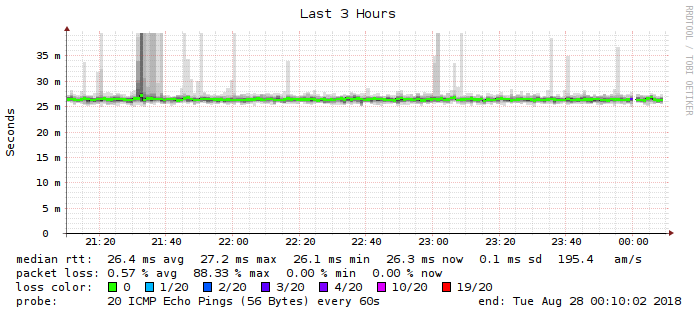 Last 3 Hours
RRDTOOL / TOBI OETIKER
Seconds
35 m
30 m
25 m
20 m
15 m
10 m
5 m
0
21:20 21:40 22:00 22:20 22:40 23:00 23:20 23:40 00:00
median rtt: 26.4 ms avg 27.2 ms max 26.1 ms min 26.3 ms now 0.1 ms sd 195.4 am/s
packet loss: 0.57 % avg 88.33 % max 0.00 % min 0.00 % now
loss color: 0 1/20 2/20 3/20 4/20 10/20 19/20
probe: 20 ICMP Echo Pings (56 Bytes) every 60s end: Tue Aug 28 00:10:02 2018